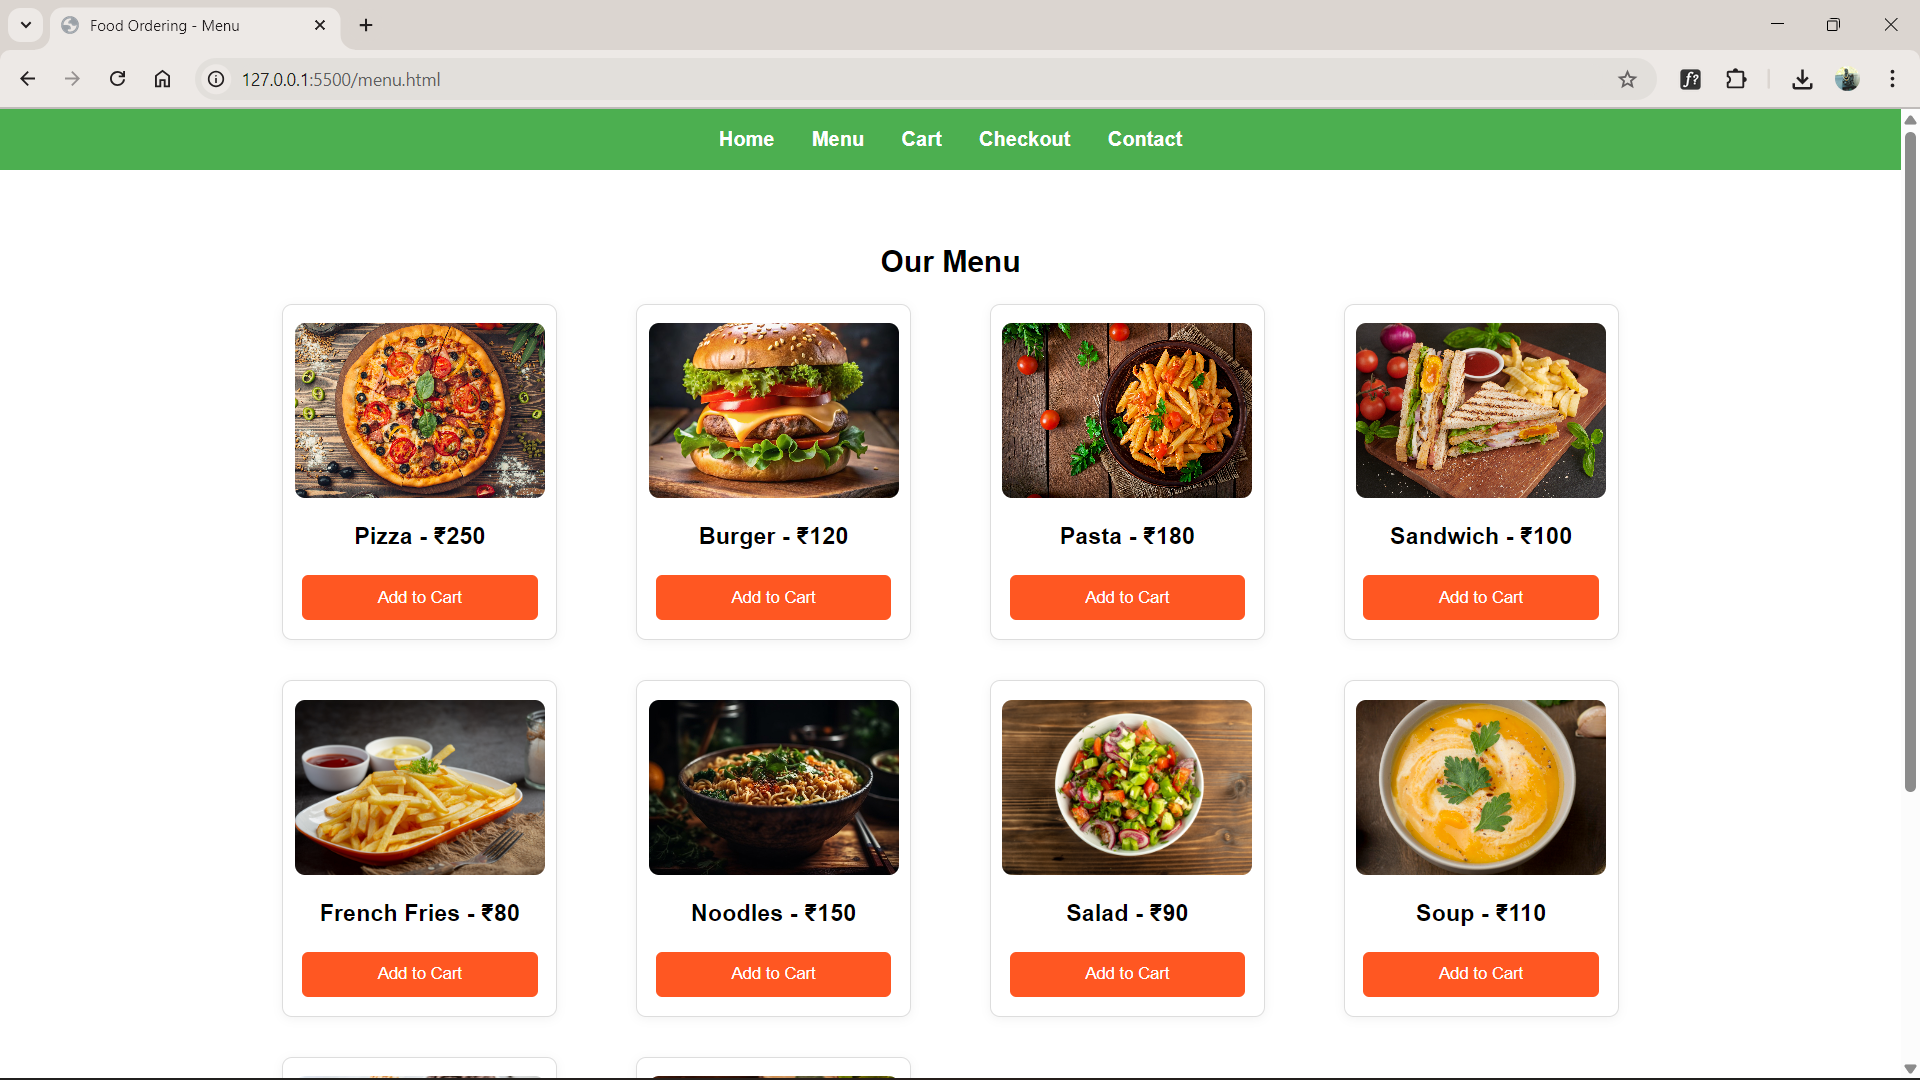 Food Ordering - Menu
127.0.0.1:5500/menu.html
Home Menu Cart Checkout Contact
Our Menu
Pizza - ₹250 Burger - ₹120 Pasta - ₹180 Sandwich - ₹100
Add to Cart Add to Cart Add to Cart Add to Cart
French Fries - ₹80 Noodles - ₹150 Salad - ₹90 Soup - ₹110
Add to Cart Add to Cart Add to Cart Add to Cart